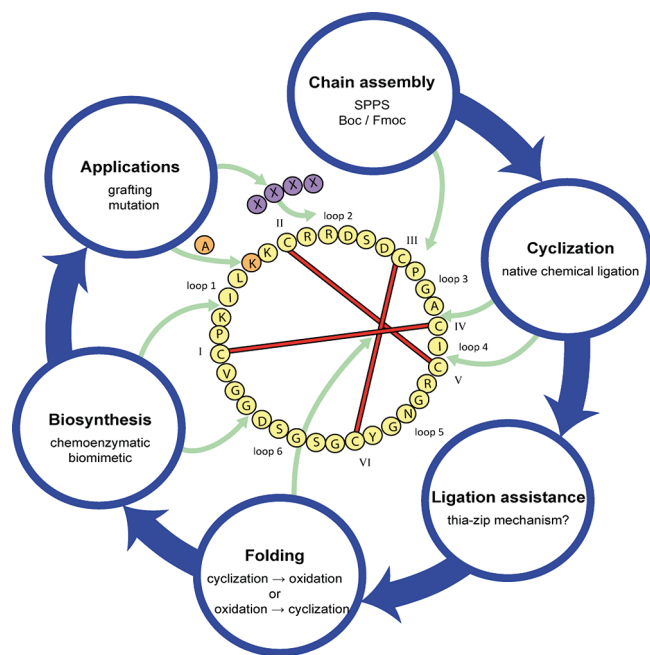 Chain assembly
SPPS
Boc / Fmoc
Cyclization
native chemical ligation
Ligation assistance
thia-zip mechanism?
Folding
cyclization → oxidation
or
oxidation → cyclization
Biosynthesis
chemoenzymatic
biomimetic
Applications
grafting
mutation
X X X X
A
I
loop 1
II
loop 2
III
loop 3
IV
loop 4
V
loop 5
VI
loop 6
C P K I L K K C R R D S D C P G A C I C R G N G Y C G S G S D G G V